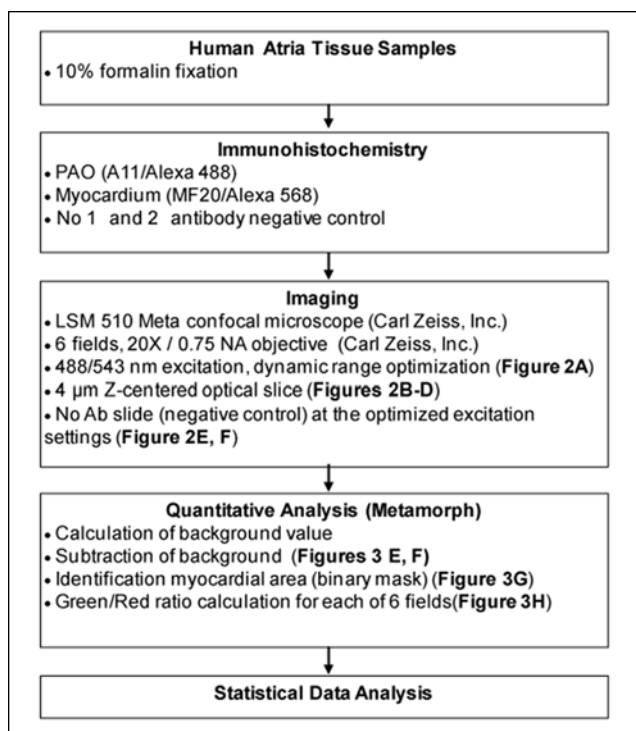 Human Atria Tissue Samples
• 10% formalin fixation
Immunohistochemistry
• PAO (A11/Alexa 488)
• Myocardium (MF20/Alexa 568)
• No 1 and 2 antibody negative control
Imaging
• LSM 510 Meta confocal microscope (Carl Zeiss, Inc.)
• 6 fields, 20X / 0.75 NA objective (Carl Zeiss, Inc.)
• 488/543 nm excitation, dynamic range optimization (Figure 2A)
• 4 µm Z-centered optical slice (Figures 2B-D)
• No Ab slide (negative control) at the optimized excitation
settings (Figure 2E, F)
Quantitative Analysis (Metamorph)
• Calculation of background value
• Subtraction of background (Figures 3 E, F)
• Identification myocardial area (binary mask) (Figure 3G)
• Green/Red ratio calculation for each of 6 fields(Figure 3H)
Statistical Data Analysis